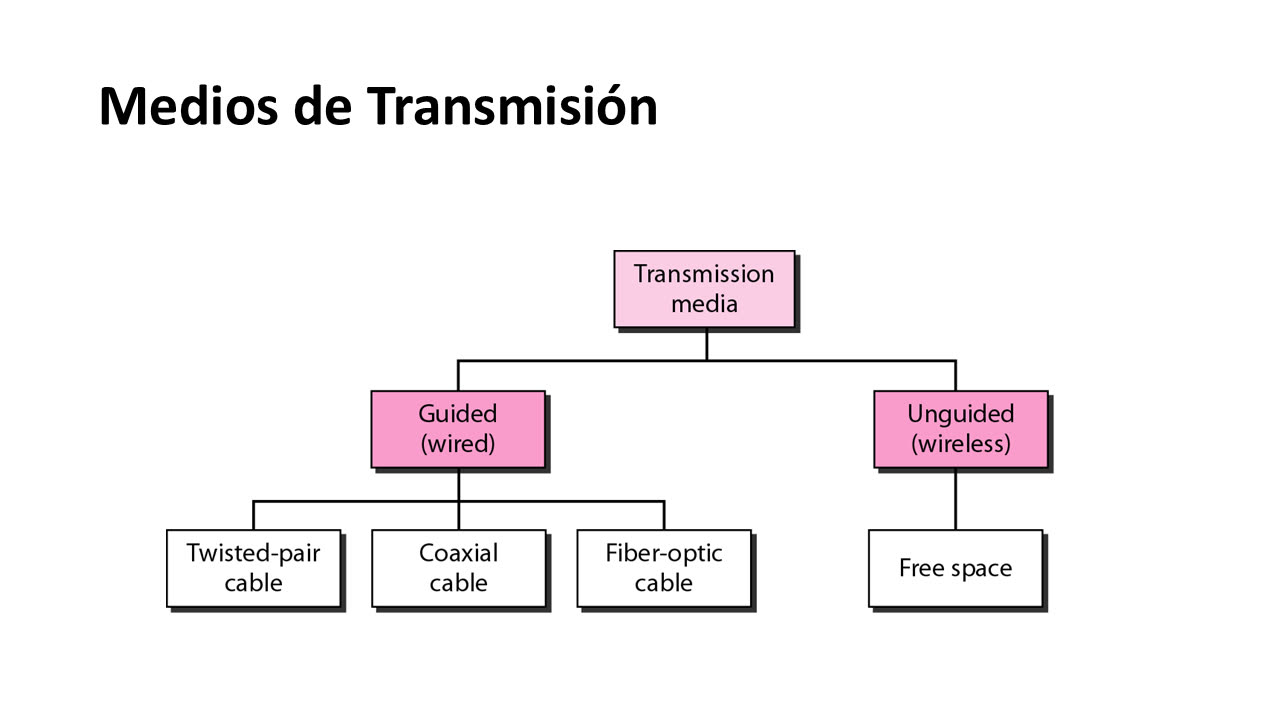 Medios de Transmisión
Transmission
media
Guided
(wired)
Unguided
(wireless)
Twisted-pair
cable
Coaxial
cable
Fiber-optic
cable
Free space